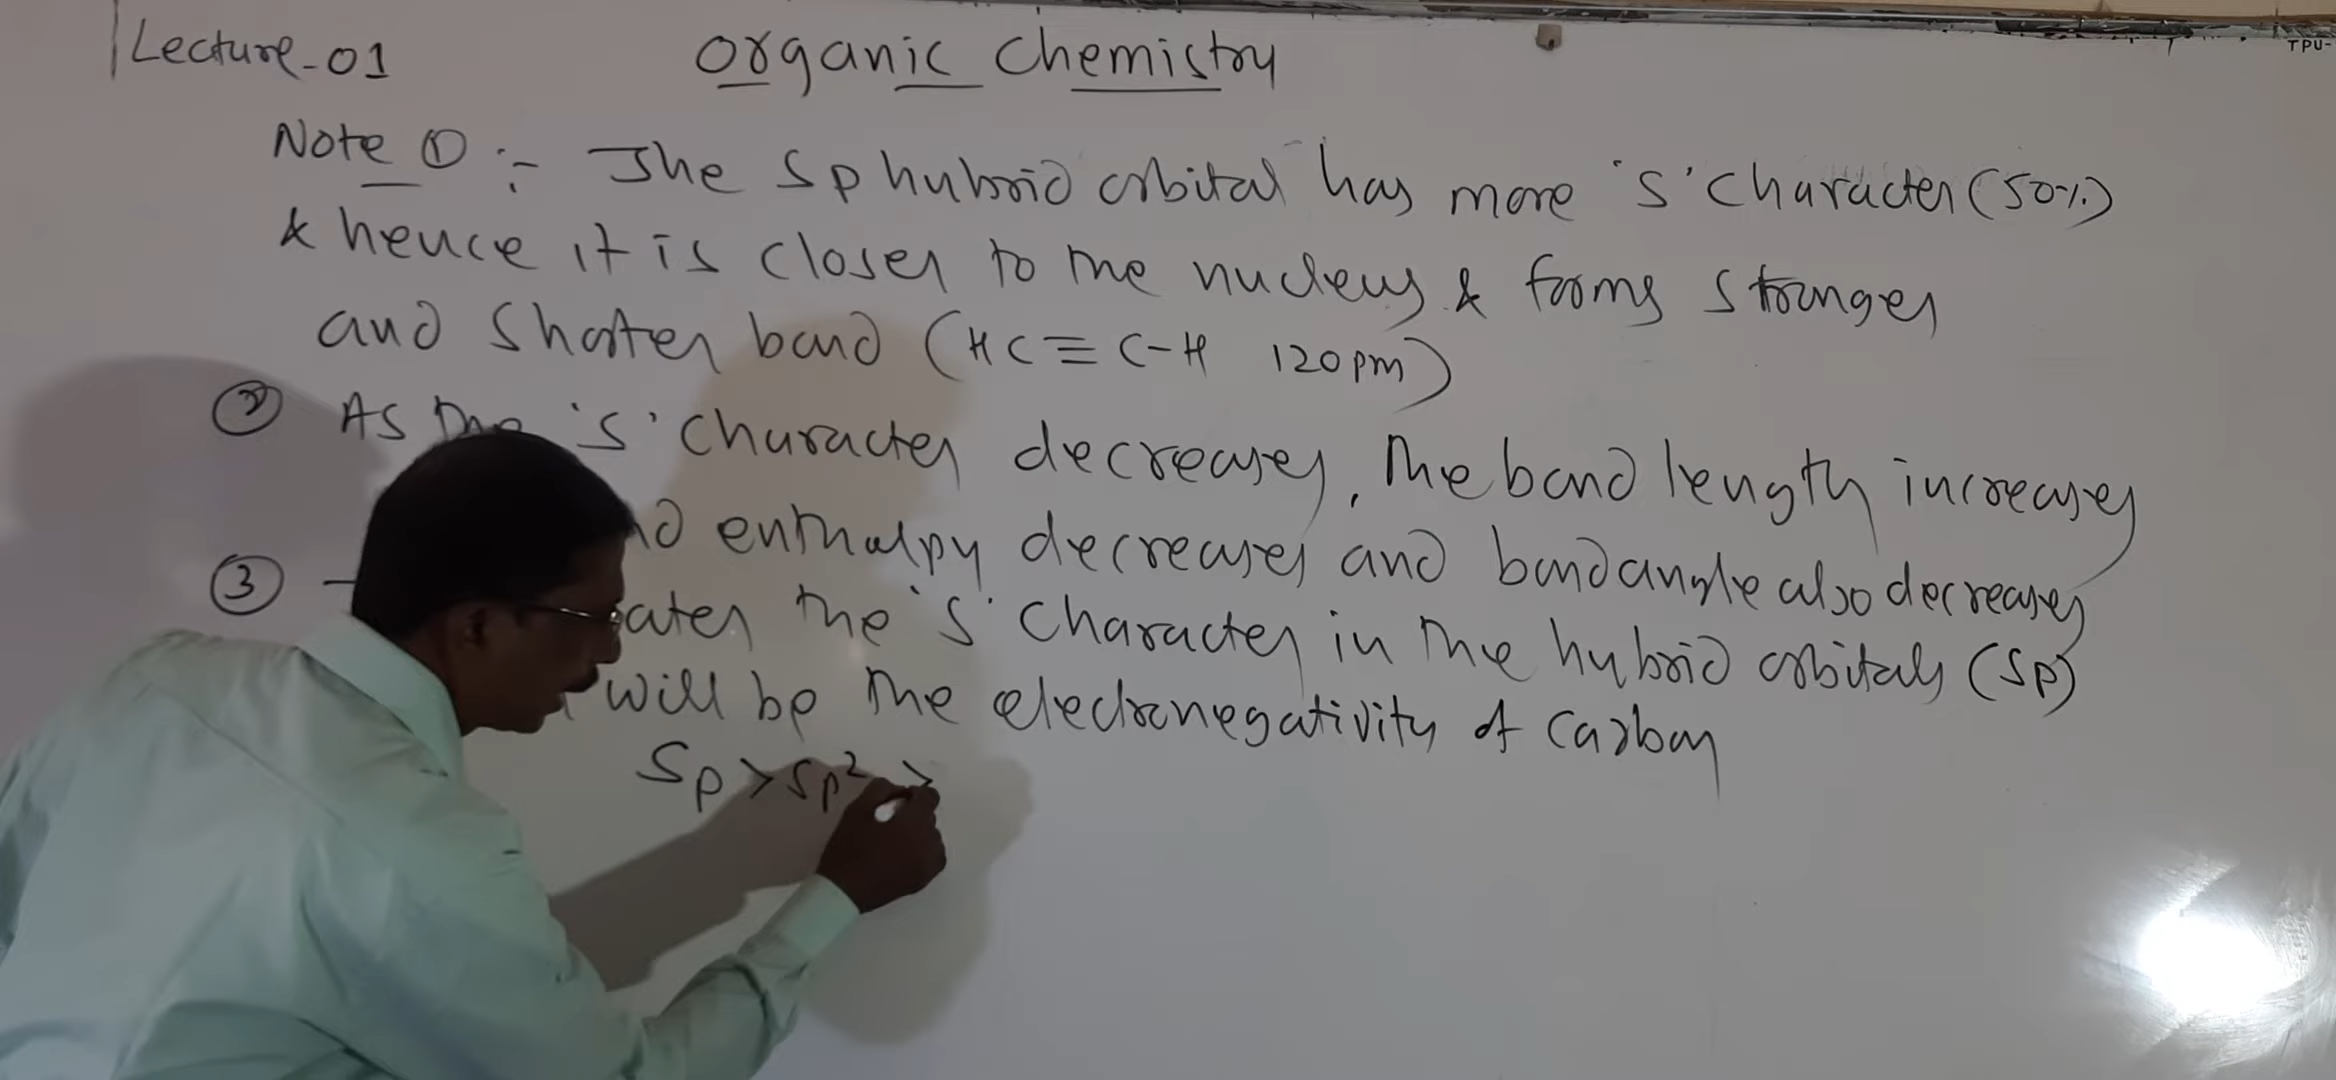 Lecture-01
Organic Chemistry
Note ① :- The Sp hybrid orbital has more 's' Character (50%)
& hence it is closer to the nucleus & forms stronger
and Shorter bond (HC≡C-H 120pm)
② As the 's' Character decreases, The bond length increases
enthalpy decreases and bond angle also decreases
③ the 's' Character in The hybrid orbitals (SP)
will be the electronegativity of Carbon
Sp > Sp² >
TPU-